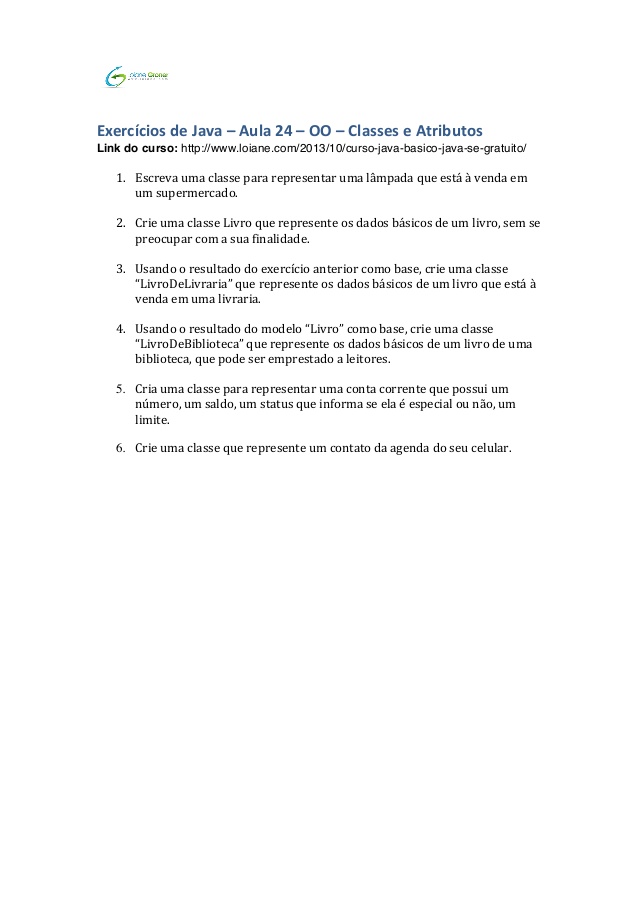 Loiane.Groner
Exercícios de Java – Aula 24 – OO – Classes e Atributos
Link do curso: http://www.loiane.com/2013/10/curso-java-basico-java-se-gratuito/
1. Escreva uma classe para representar uma lâmpada que está à venda em
um supermercado.
2. Crie uma classe Livro que represente os dados básicos de um livro, sem se
preocupar com a sua finalidade.
3. Usando o resultado do exercício anterior como base, crie uma classe
“LivroDeLivraria” que represente os dados básicos de um livro que está à
venda em uma livraria.
4. Usando o resultado do modelo “Livro” como base, crie uma classe
“LivroDeBiblioteca” que represente os dados básicos de um livro de uma
biblioteca, que pode ser emprestado a leitores.
5. Cria uma classe para representar uma conta corrente que possui um
número, um saldo, um status que informa se ela é especial ou não, um
limite.
6. Crie uma classe que represente um contato da agenda do seu celular.